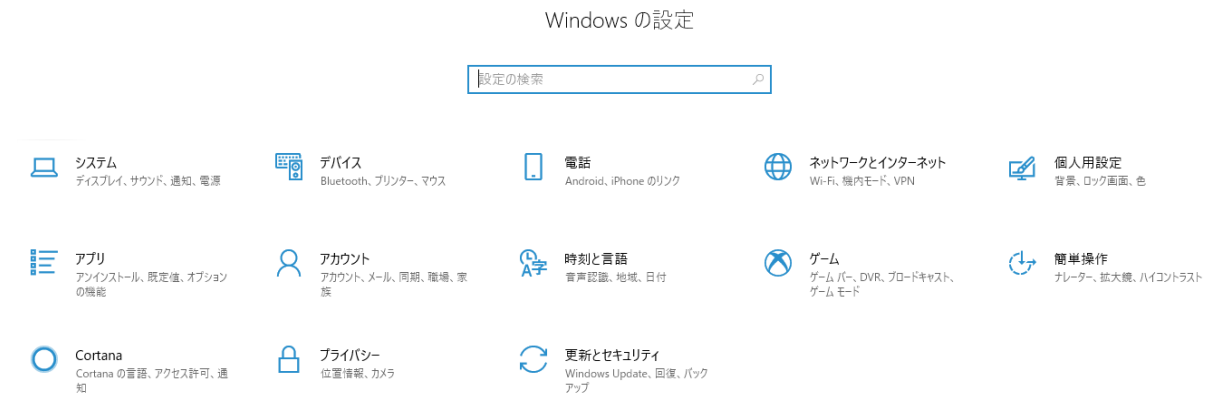 Windows の設定
設定の検索
システム
ディスプレイ、サウンド、通知、電源
デバイス
Bluetooth、プリンター、マウス
電話
Android、iPhone のリンク
ネットワークとインターネット
Wi-Fi、機内モード、VPN
個人用設定
背景、ロック画面、色
アプリ
アンインストール、既定値、オプション
の機能
アカウント
アカウント、メール、同期、職場、家
族
時刻と言語
音声認識、地域、日付
ゲーム
ゲーム バー、DVR、ブロードキャスト、
ゲーム モード
簡単操作
ナレーター、拡大鏡、ハイコントラスト
Cortana
Cortana の言語、アクセス許可、通
知
プライバシー
位置情報、カメラ
更新とセキュリティ
Windows Update、回復、バック
アップ